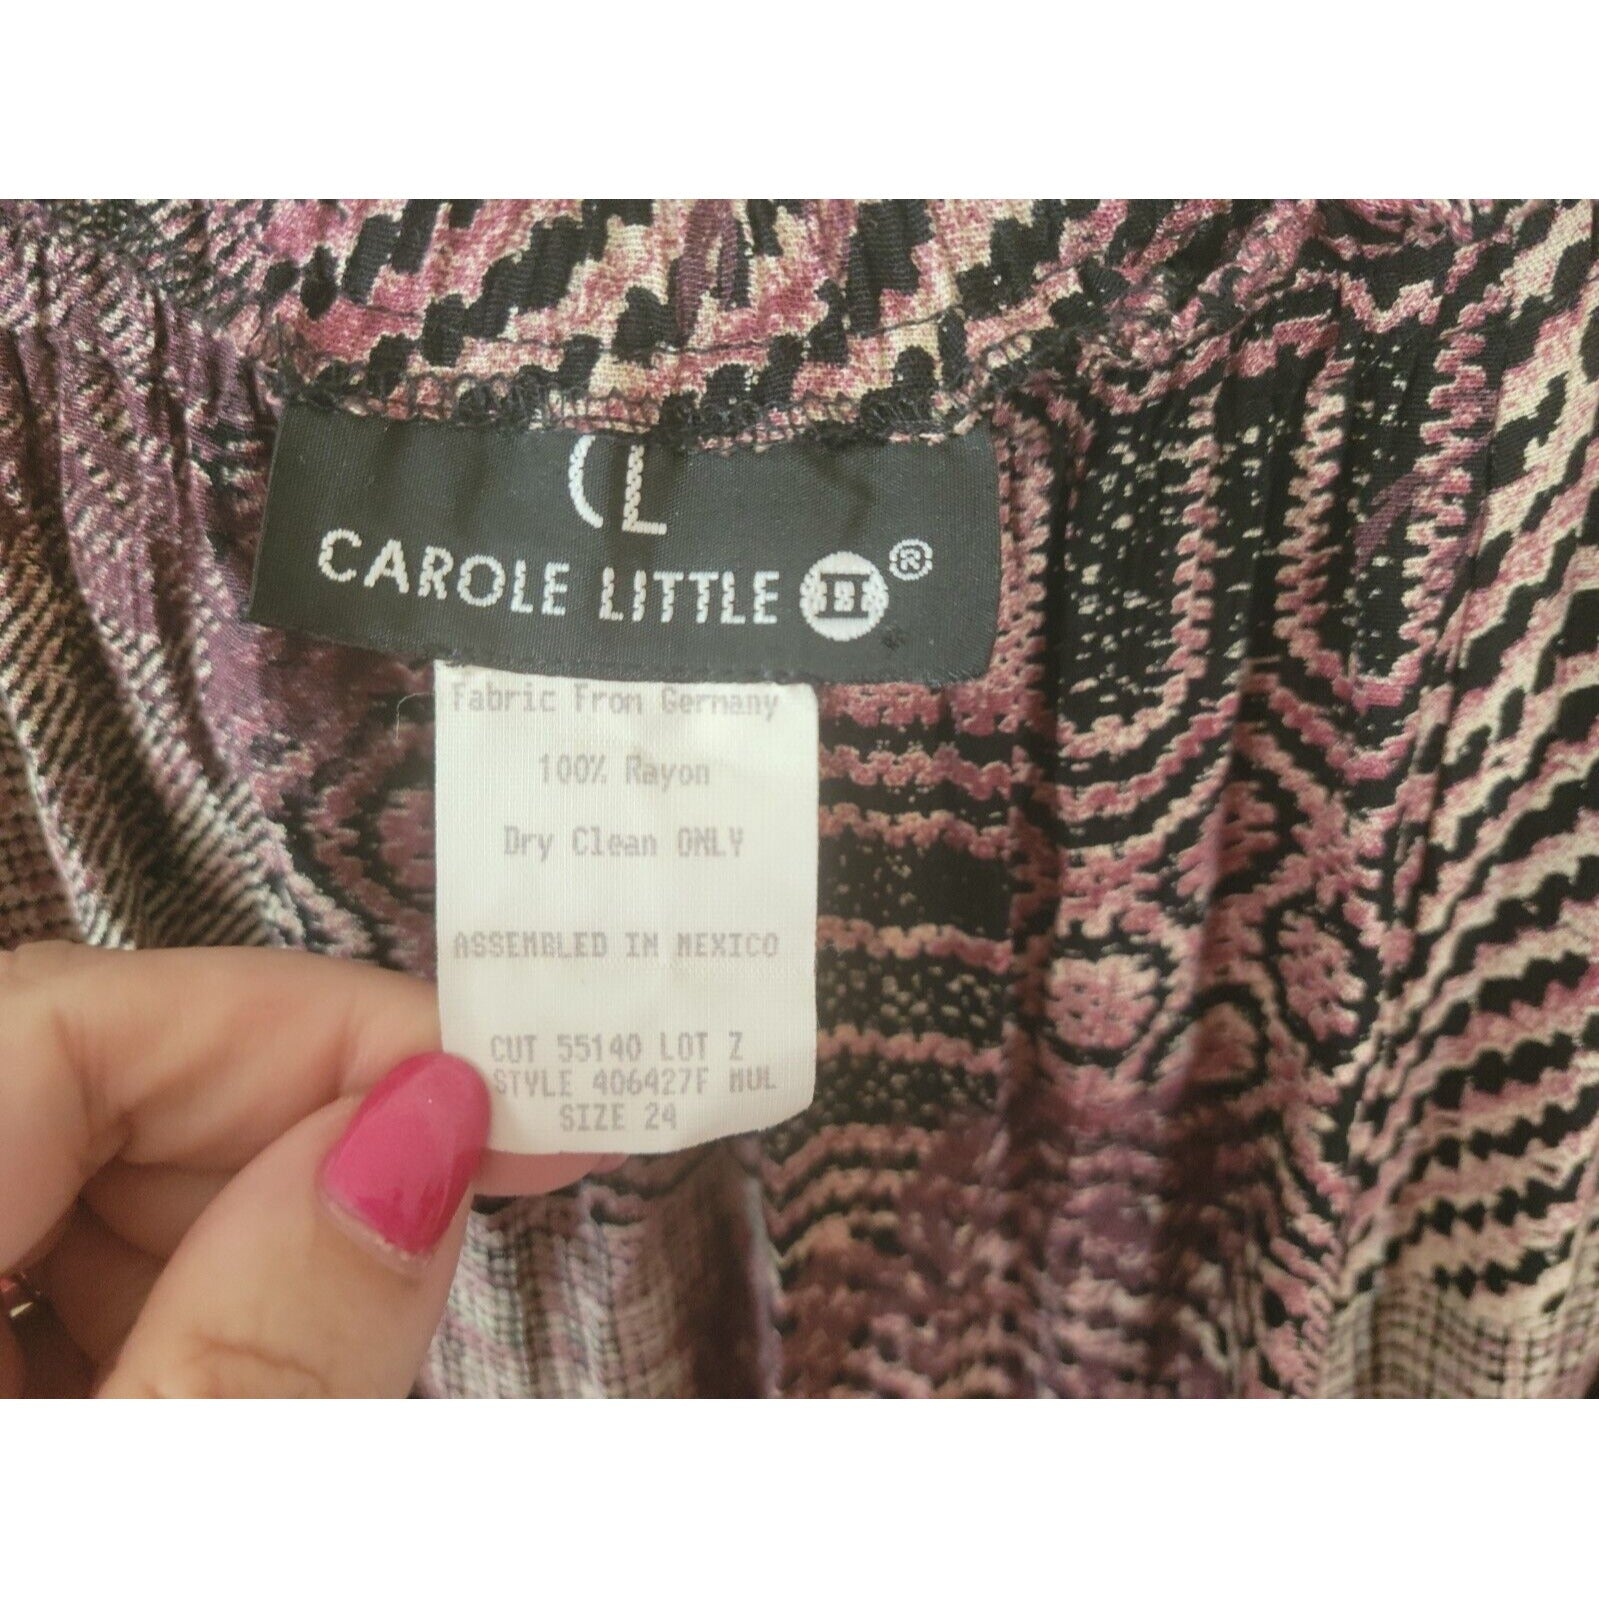 CL
CAROLE LITTLE II ®
Fabric From Germany
100% Rayon
Dry Clean ONLY
ASSEMBLED IN MEXICO
CUT 55140 LOT Z
STYLE 406427F MUL
SIZE 24